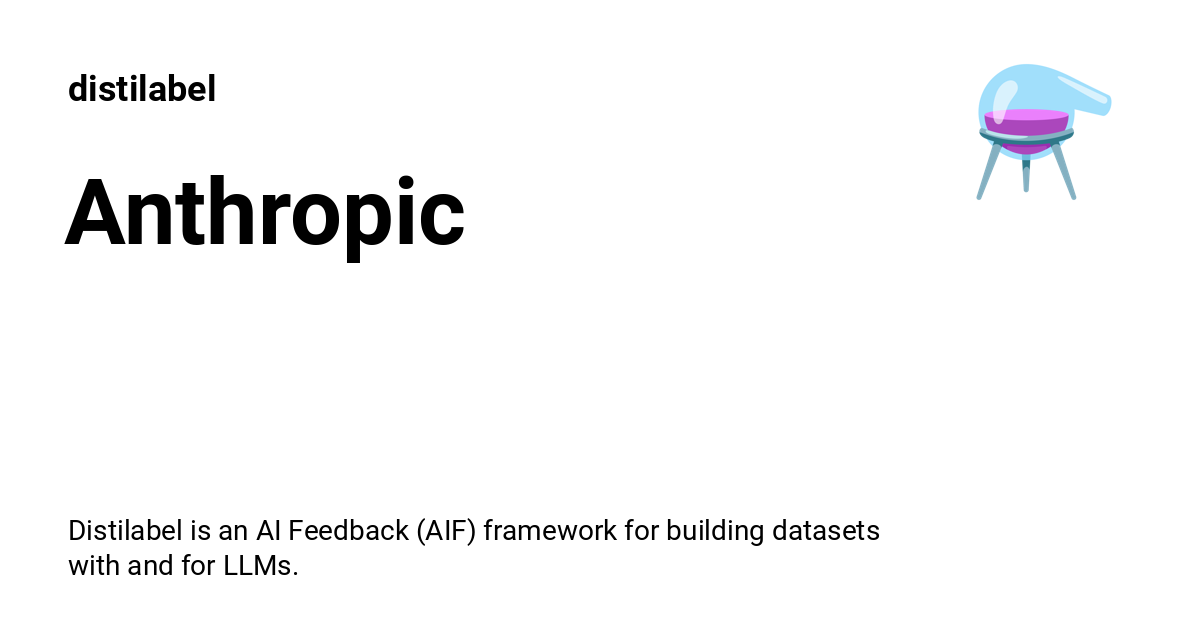 distilabel
Anthropic
Distilabel is an AI Feedback (AIF) framework for building datasets
with and for LLMs.